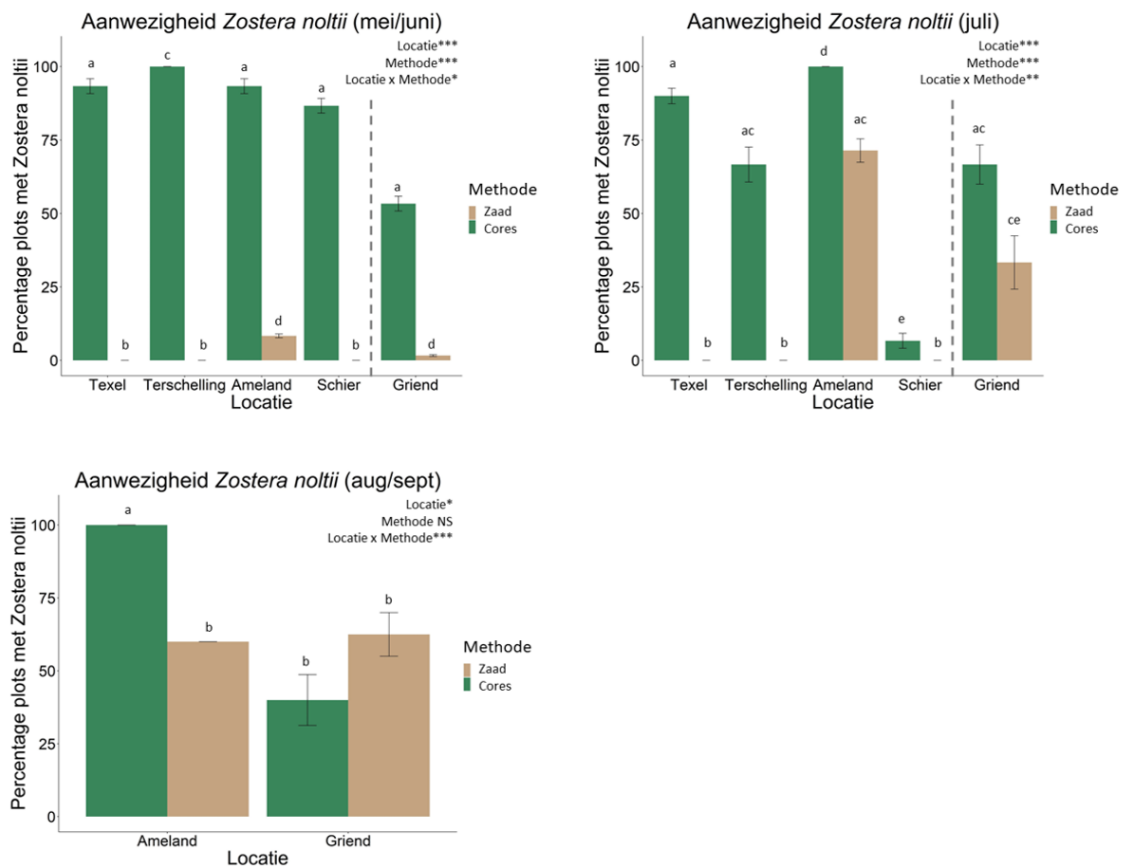 Aanwezigheid Zostera noltii (mei/juni)
Locatie***
Methode***
Locatie x Methode*
Percentage plots met Zostera noltii
100
75
50
25
0
a
b
c
b
a
d
a
b
a
d
Texel
Terschelling
Ameland
Schier
Griend
Locatie
Methode
Zaad
Cores
Aanwezigheid Zostera noltii (juli)
Locatie***
Methode***
Locatie x Methode**
Percentage plots met Zostera noltii
100
75
50
25
0
a
b
ac
b
d
ac
e
b
ac
ce
Texel
Terschelling
Ameland
Schier
Griend
Locatie
Methode
Zaad
Cores
Aanwezigheid Zostera noltii (aug/sept)
Locatie*
Methode NS
Locatie x Methode***
Percentage plots met Zostera noltii
100
75
50
25
0
a
b
b
b
Ameland
Griend
Locatie
Methode
Zaad
Cores